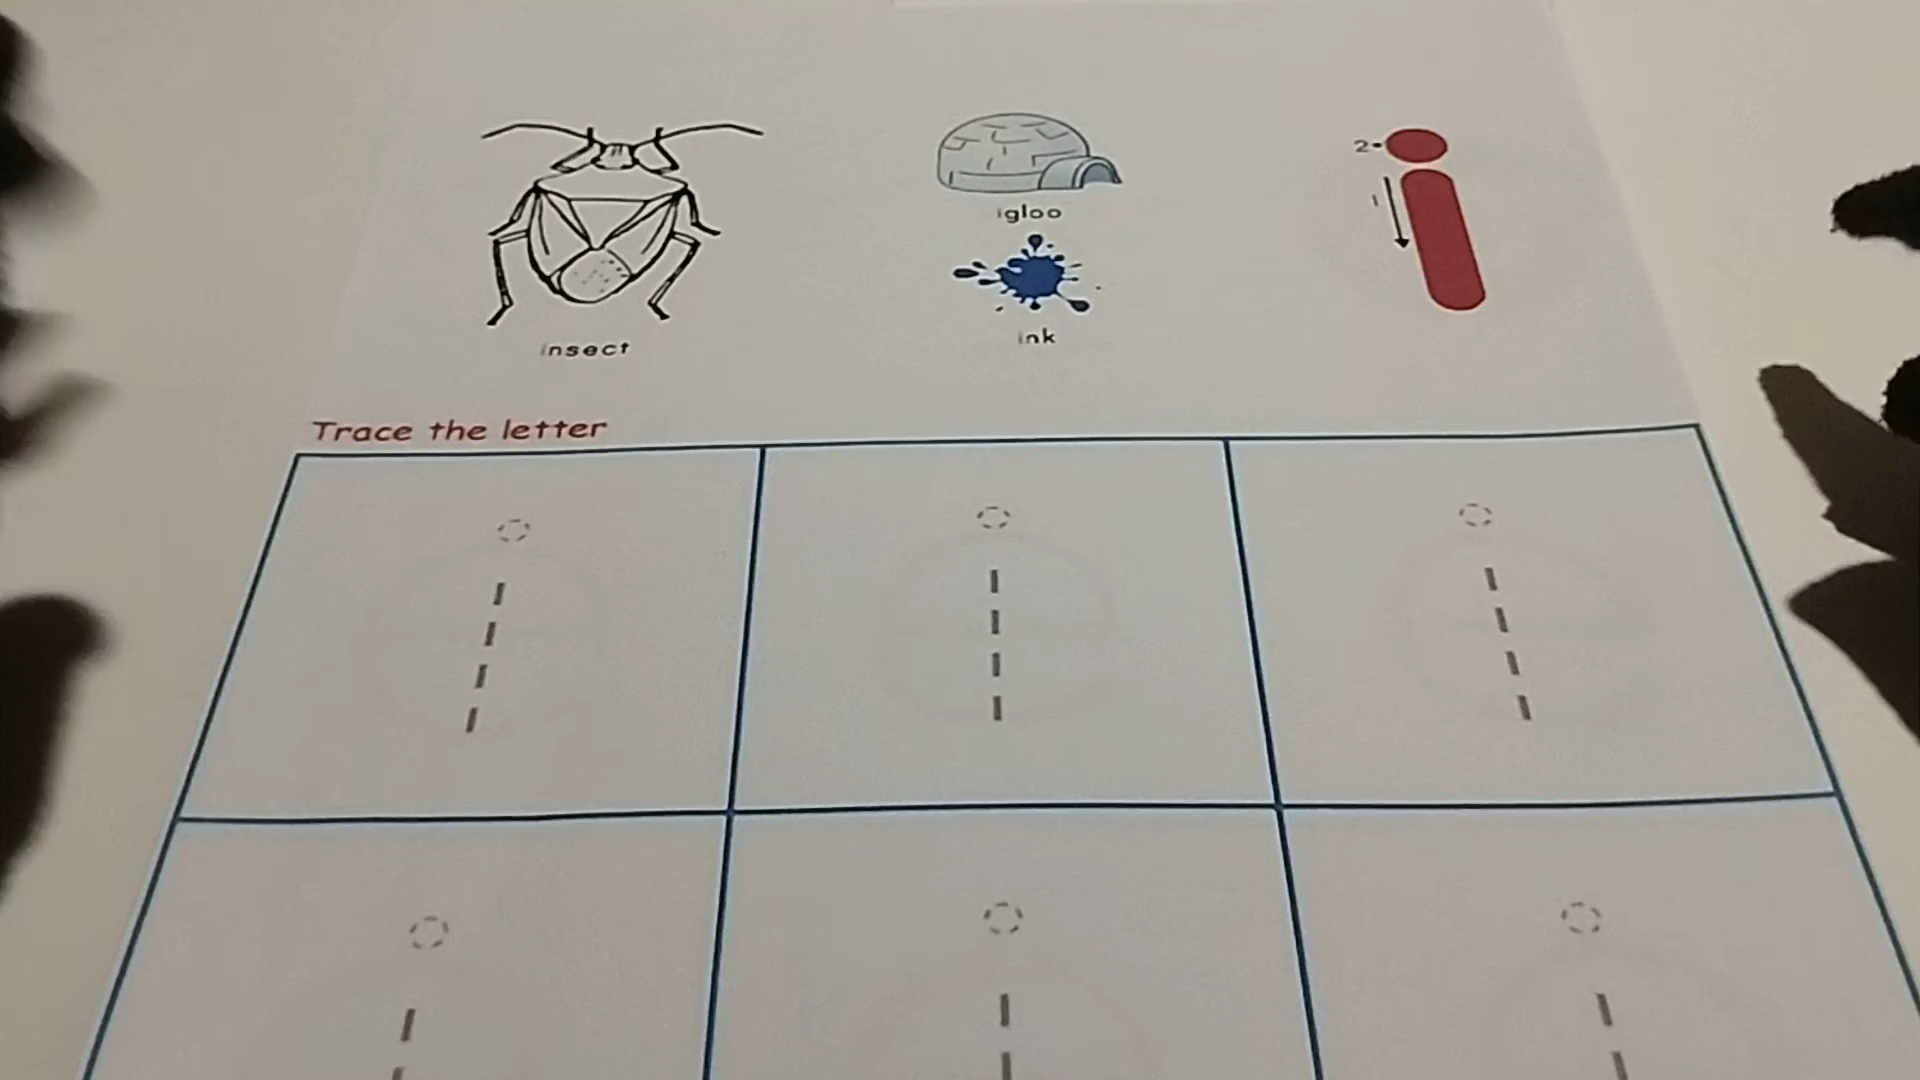 insect
igloo
ink
2
1
i
Trace the letter
i i i
i i i